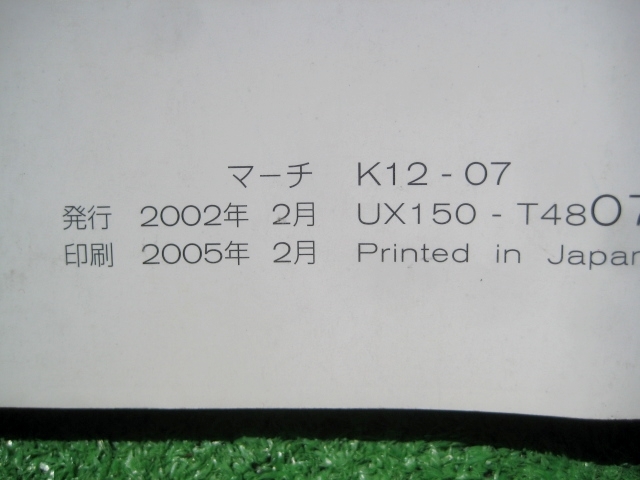 マーチ K12-07
発行 2002年 2月 UX150-T4807
印刷 2005年 2月 Printed in Japan